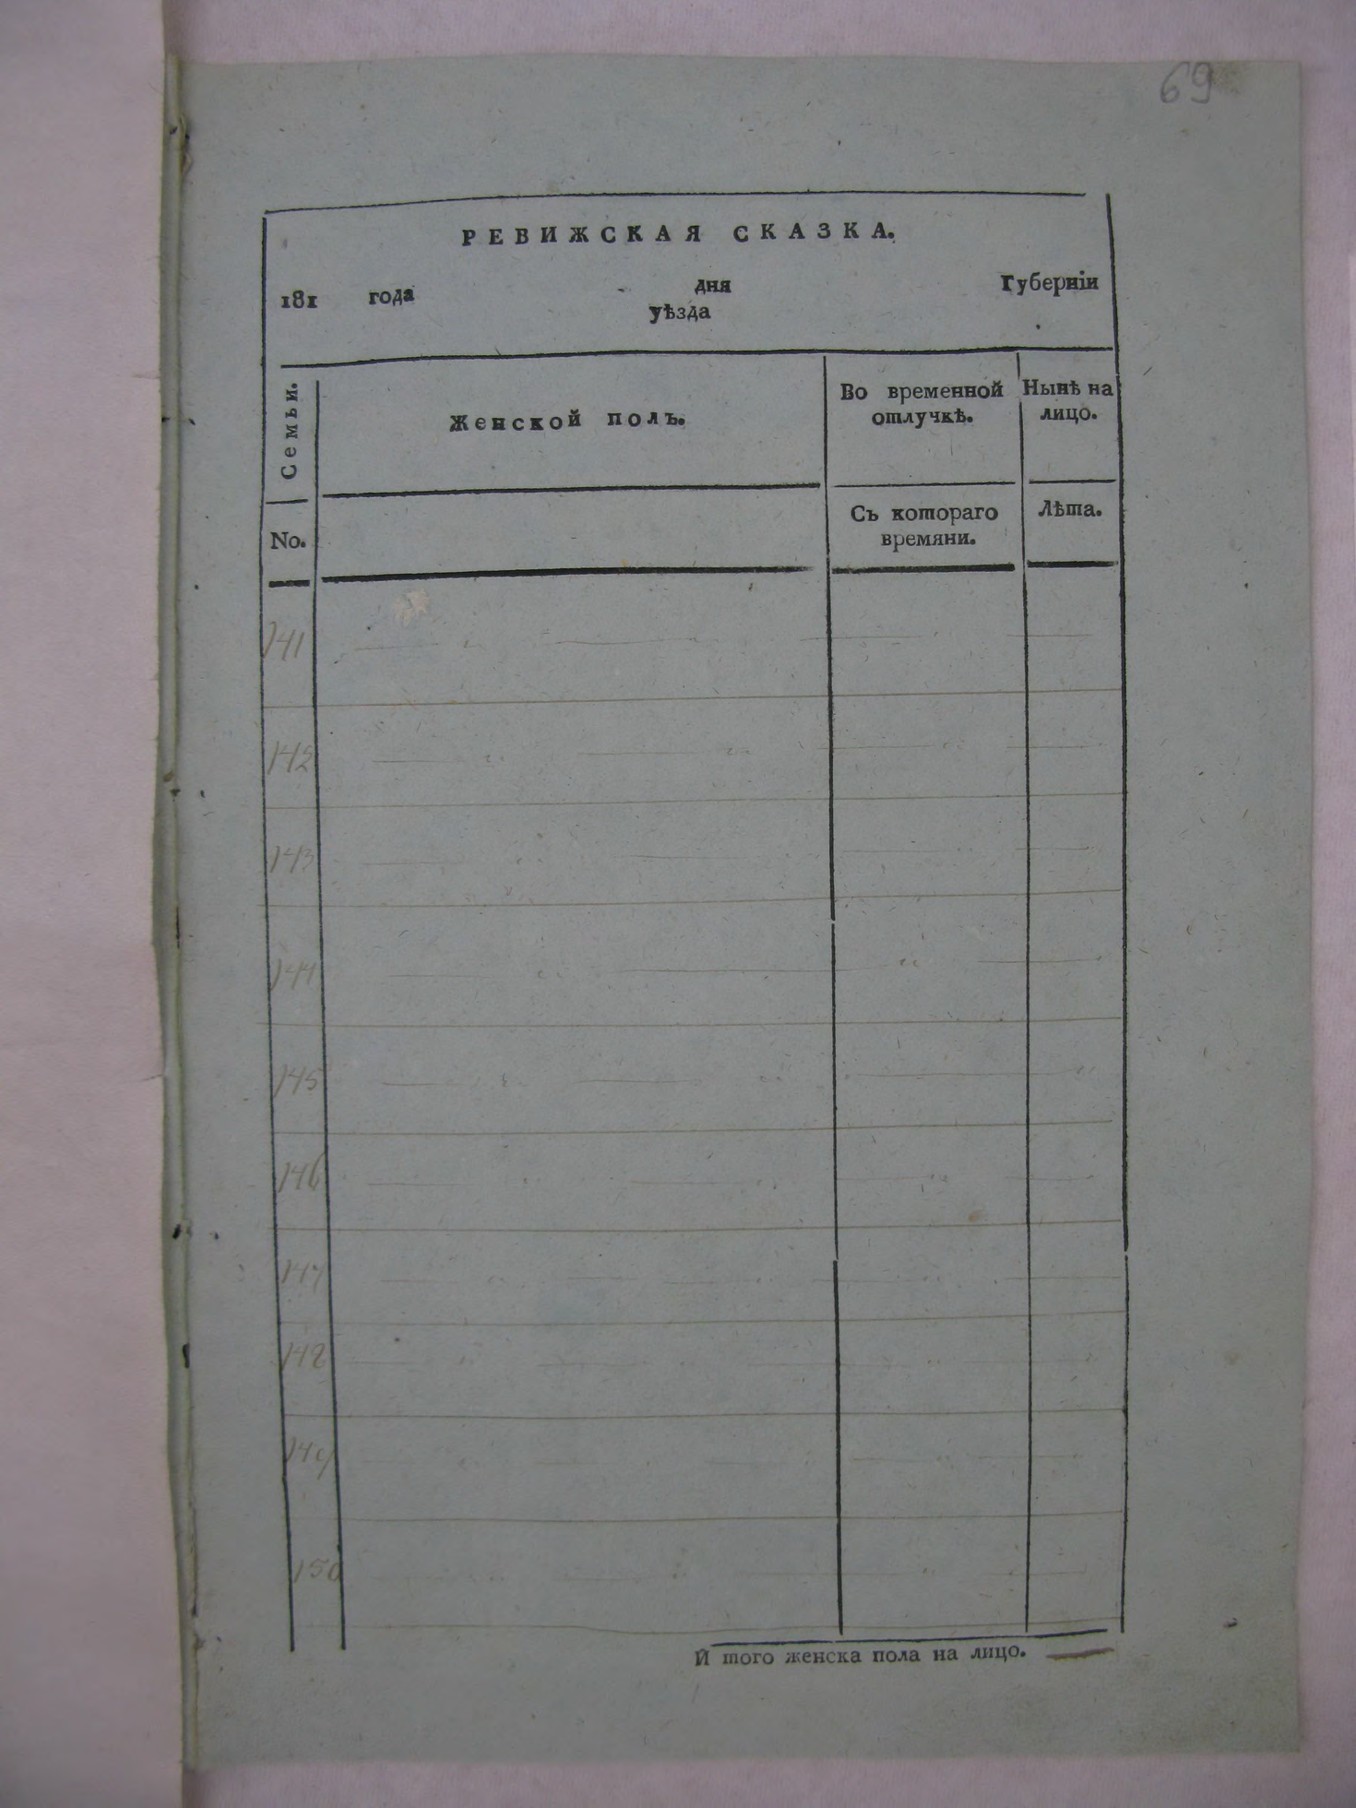 69
РЕВИЖСКАЯ СКАЗКА.
181 года дня Губерніи
уѣзда
Семьи.
Женской полъ.
Во временной отлучкѣ.
Нынѣ на лицо.
No.
Съ котораго времяни.
Лѣта.
141
142
143
144
145
146
147
148
149
150
И того женска пола на лицо. —